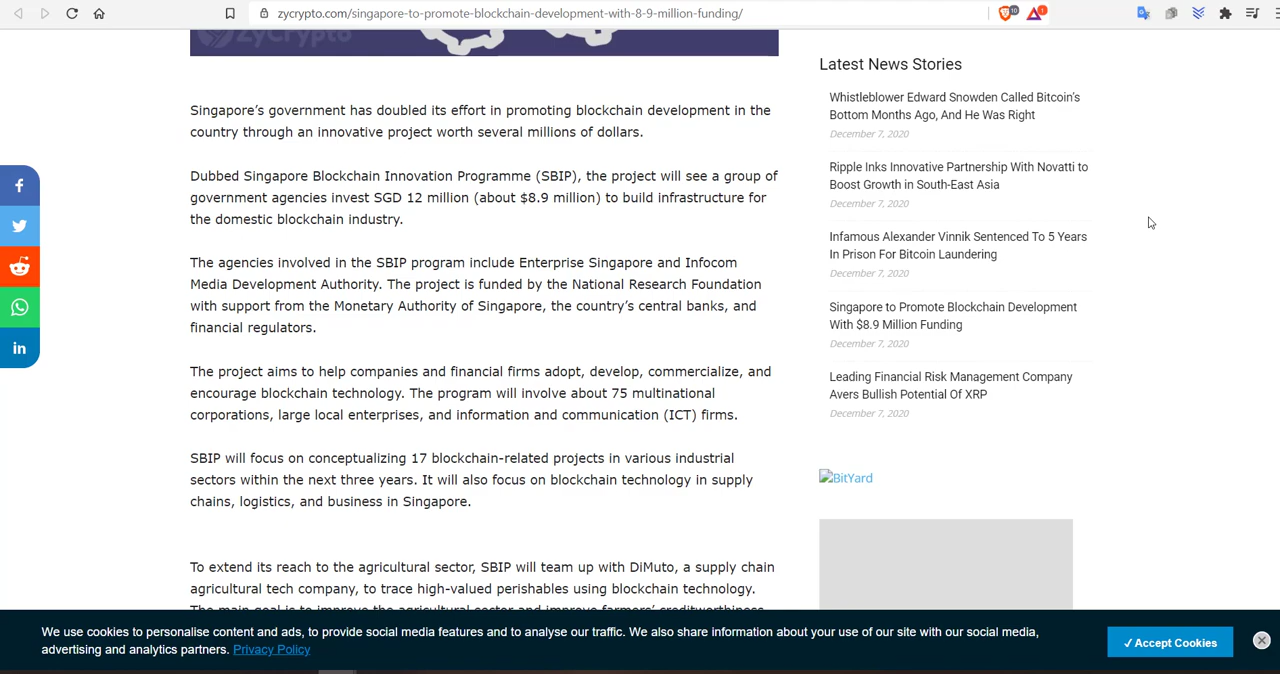 zycrypto.com/singapore-to-promote-blockchain-development-with-8-9-million-funding/
10
1
ZyCrypto
Singapore’s government has doubled its effort in promoting blockchain development in the
country through an innovative project worth several millions of dollars.
Dubbed Singapore Blockchain Innovation Programme (SBIP), the project will see a group of
government agencies invest SGD 12 million (about $8.9 million) to build infrastructure for
the domestic blockchain industry.
The agencies involved in the SBIP program include Enterprise Singapore and Infocom
Media Development Authority. The project is funded by the National Research Foundation
with support from the Monetary Authority of Singapore, the country’s central banks, and
financial regulators.
The project aims to help companies and financial firms adopt, develop, commercialize, and
encourage blockchain technology. The program will involve about 75 multinational
corporations, large local enterprises, and information and communication (ICT) firms.
SBIP will focus on conceptualizing 17 blockchain-related projects in various industrial
sectors within the next three years. It will also focus on blockchain technology in supply
chains, logistics, and business in Singapore.
To extend its reach to the agricultural sector, SBIP will team up with DiMuto, a supply chain
agricultural tech company, to trace high-valued perishables using blockchain technology.
The main goal is to improve the agricultural sector and improve farmers’ creditworthiness
Latest News Stories
Whistleblower Edward Snowden Called Bitcoin’s
Bottom Months Ago, And He Was Right
December 7, 2020
Ripple Inks Innovative Partnership With Novatti to
Boost Growth in South-East Asia
December 7, 2020
Infamous Alexander Vinnik Sentenced To 5 Years
In Prison For Bitcoin Laundering
December 7, 2020
Singapore to Promote Blockchain Development
With $8.9 Million Funding
December 7, 2020
Leading Financial Risk Management Company
Avers Bullish Potential Of XRP
December 7, 2020
BitYard
We use cookies to personalise content and ads, to provide social media features and to analyse our traffic. We also share information about your use of our site with our social media,
advertising and analytics partners. Privacy Policy
✓ Accept Cookies